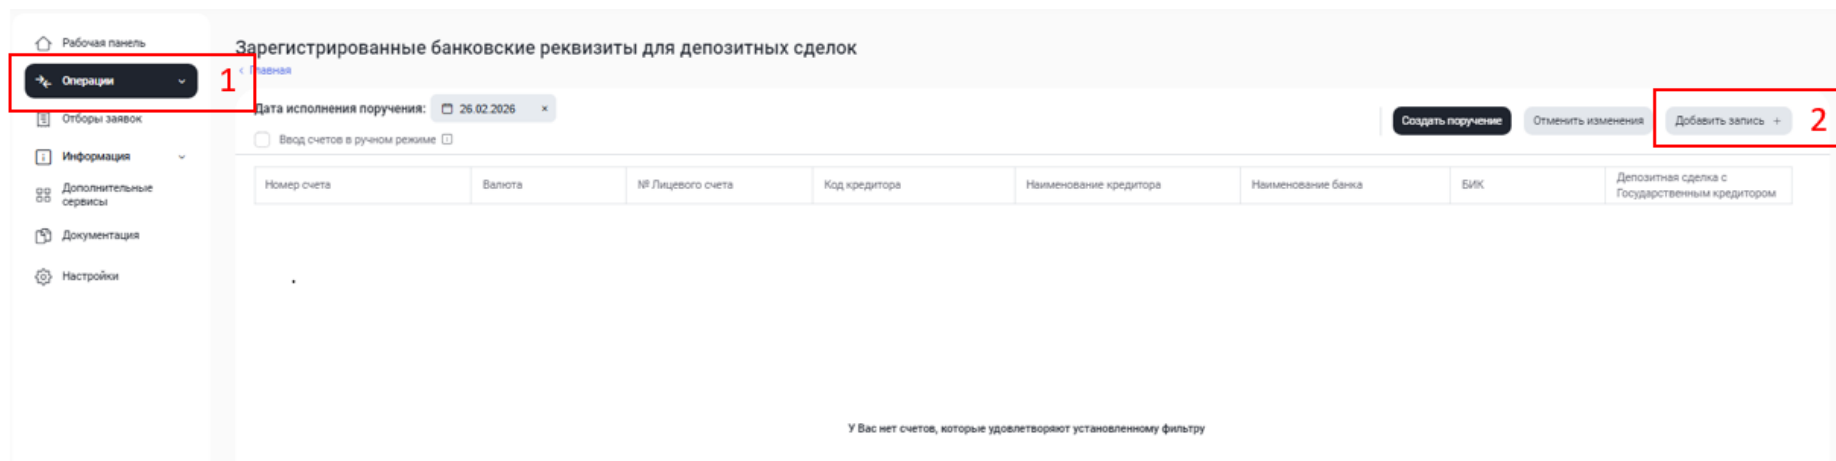 Рабочая панель
Операции
1
Отборы заявок
Информация
Дополнительные
сервисы
Документация
Настройки
Зарегистрированные банковские реквизиты для депозитных сделок
< Главная
Дата исполнения поручения: 26.02.2026 ×
Ввод счетов в ручном режиме
Создать поручение
Отменить изменения
Добавить запись +
2
Номер счета
Валюта
№ Лицевого счета
Код кредитора
Наименование кредитора
Наименование банка
БИК
Депозитная сделка с
Государственным кредитором
У Вас нет счетов, которые удовлетворяют установленному фильтру